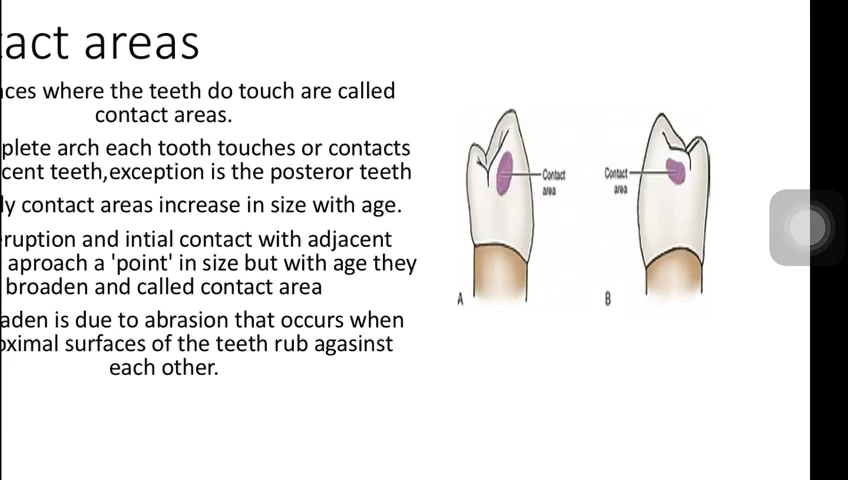 tact areas
ces where the teeth do touch are called
contact areas.
plete arch each tooth touches or contacts
cent teeth,exception is the posteror teeth
ly contact areas increase in size with age.
ruption and intial contact with adjacent
aproach a 'point' in size but with age they
broaden and called contact area
aden is due to abrasion that occurs when
oximal surfaces of the teeth rub agasinst
each other.
Contact
area
Contact
area
A
B